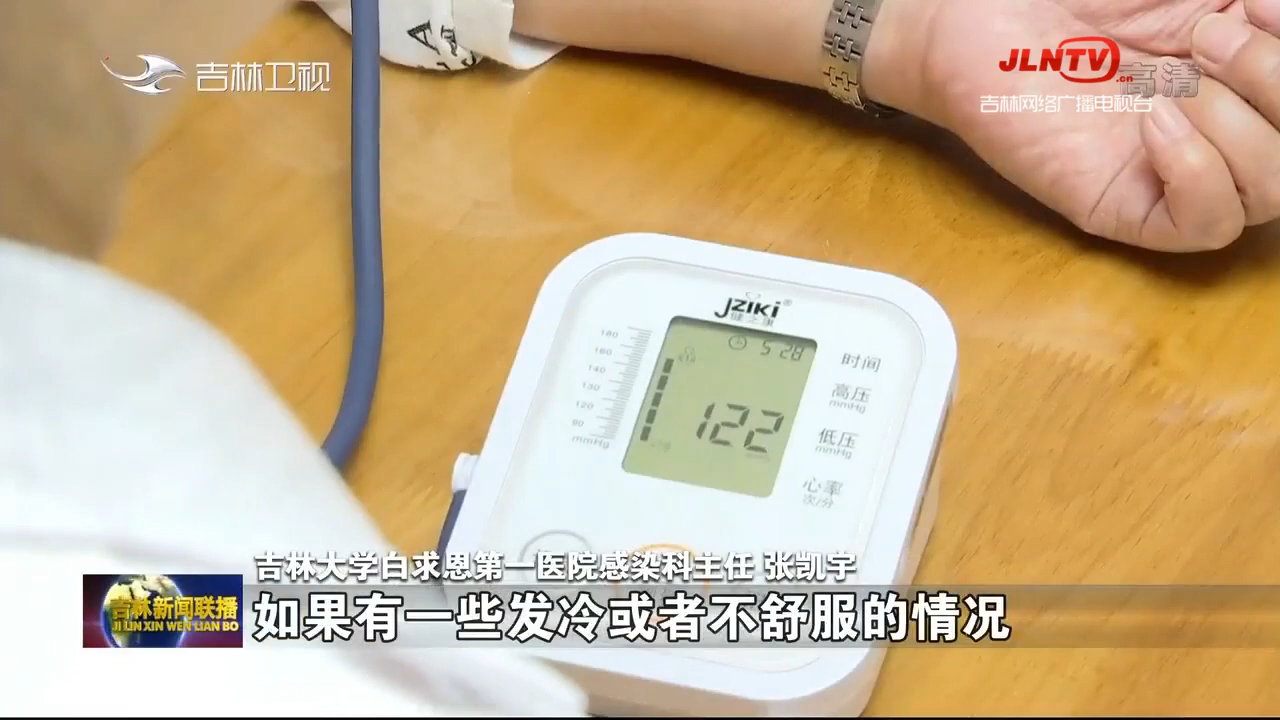 吉林卫视
JLNTV.cn
高清
吉林网络广播电视台
JZIKI®
健之康
5 28
122
180
160
140
130
120
90
mmHg
时间
高压
mmHg
低压
mmHg
心率
次/分
吉林大学白求恩第一医院感染科主任 张凯宇
吉林新闻联播
JI LIN XIN WEN LIAN BO
如果有一些发冷或者不舒服的情况